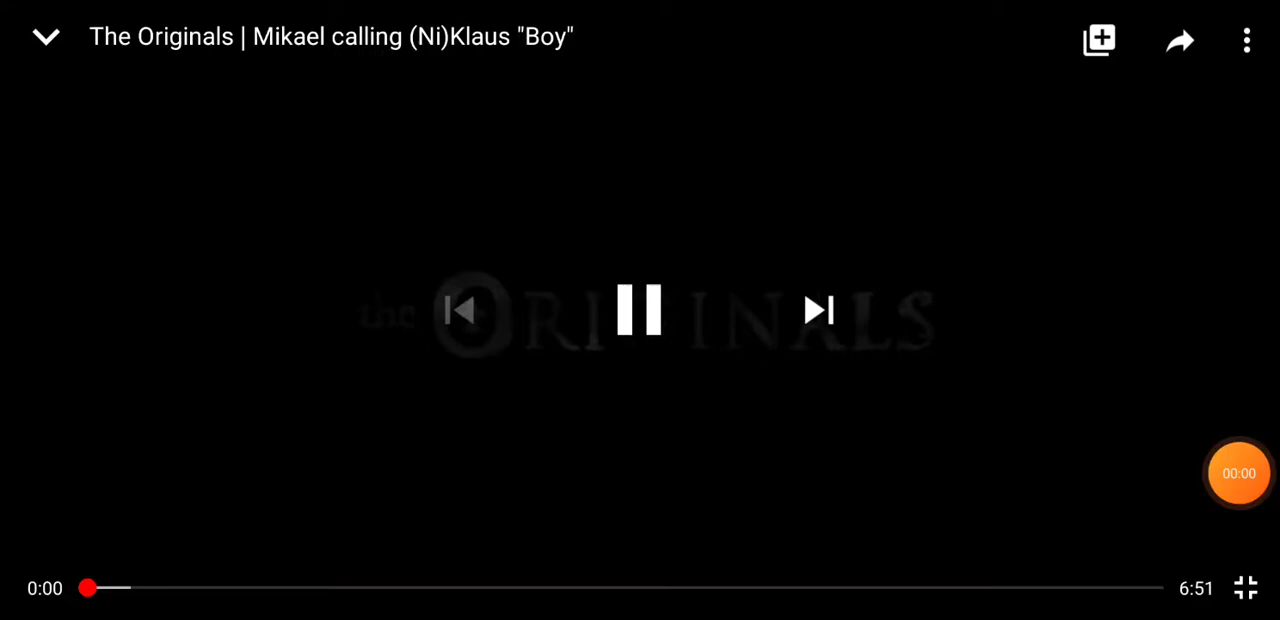 The Originals | Mikael calling (Ni)Klaus "Boy"
the ORIGINALS
00:00
0:00
6:51